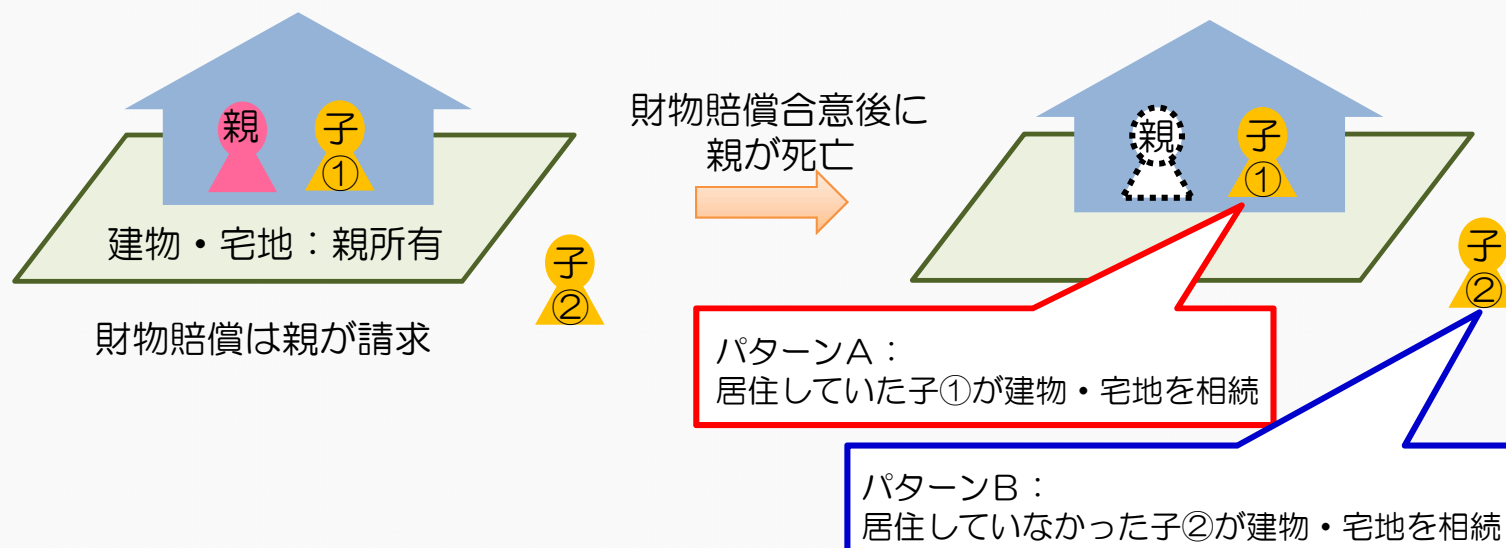 親
子
①
建物・宅地：親所有
子
②
財物賠償は親が請求
財物賠償合意後に
親が死亡
親
子
①
子
②
パターンA：
居住していた子①が建物・宅地を相続
パターンB：
居住していなかった子②が建物・宅地を相続